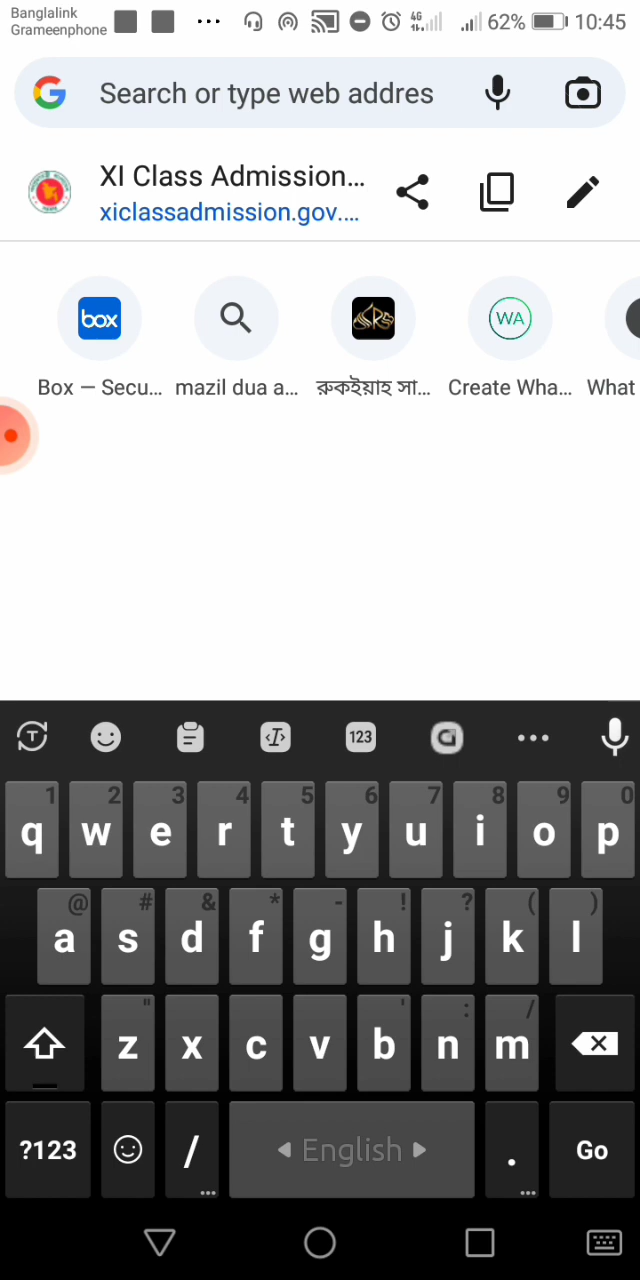 Banglalink
Grameenphone
4G
62%
10:45
Search or type web addres
XI Class Admission...
xiclassadmission.gov....
box
WA
Box — Secu...
mazil dua a...
রুকইয়াহ সা...
Create Wha...
What
T
I
123
G
1 2 3 4 5 6 7 8 9 0
q w e r t y u i o p
@ # & * - ! ? ( )
a s d f g h j k l
" ' : /
z x c v b n m
?123
/
English
.
Go